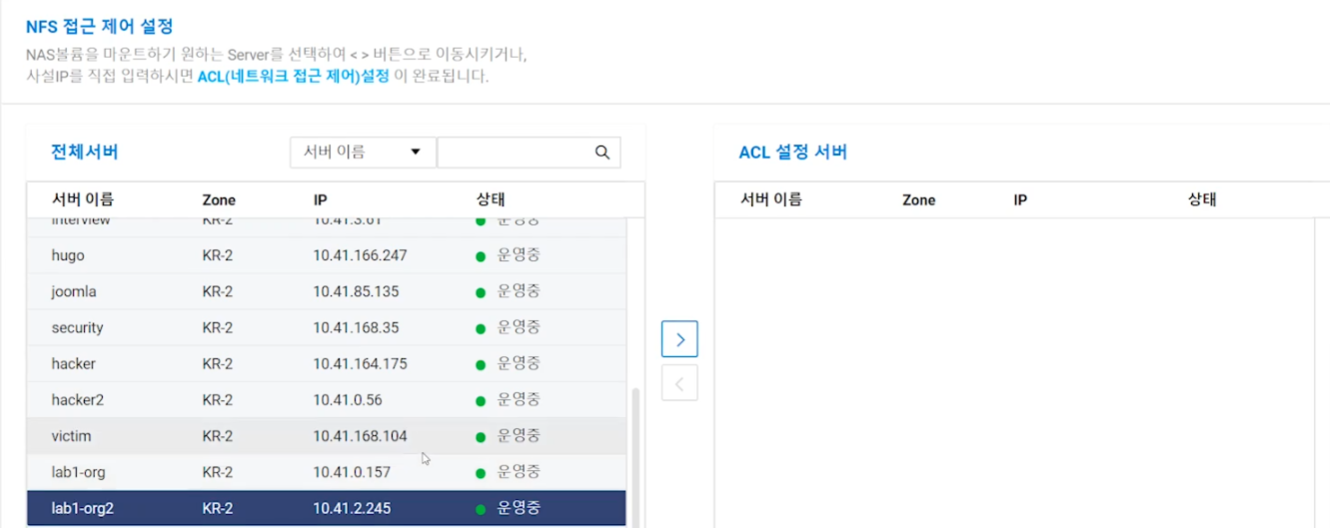 NFS 접근 제어 설정
NAS볼륨을 마운트하기 원하는 Server를 선택하여 < > 버튼으로 이동시키거나,
사설IP를 직접 입력하시면 ACL(네트워크 접근 제어)설정 이 완료됩니다.
전체서버 서버 이름
서버 이름 Zone IP 상태
interview KR-2 10.41.3.61 운영중
hugo KR-2 10.41.166.247 운영중
joomla KR-2 10.41.85.135 운영중
security KR-2 10.41.168.35 운영중
hacker KR-2 10.41.164.175 운영중
hacker2 KR-2 10.41.0.56 운영중
victim KR-2 10.41.168.104 운영중
lab1-org KR-2 10.41.0.157 운영중
lab1-org2 KR-2 10.41.2.245 운영중
ACL 설정 서버
서버 이름 Zone IP 상태